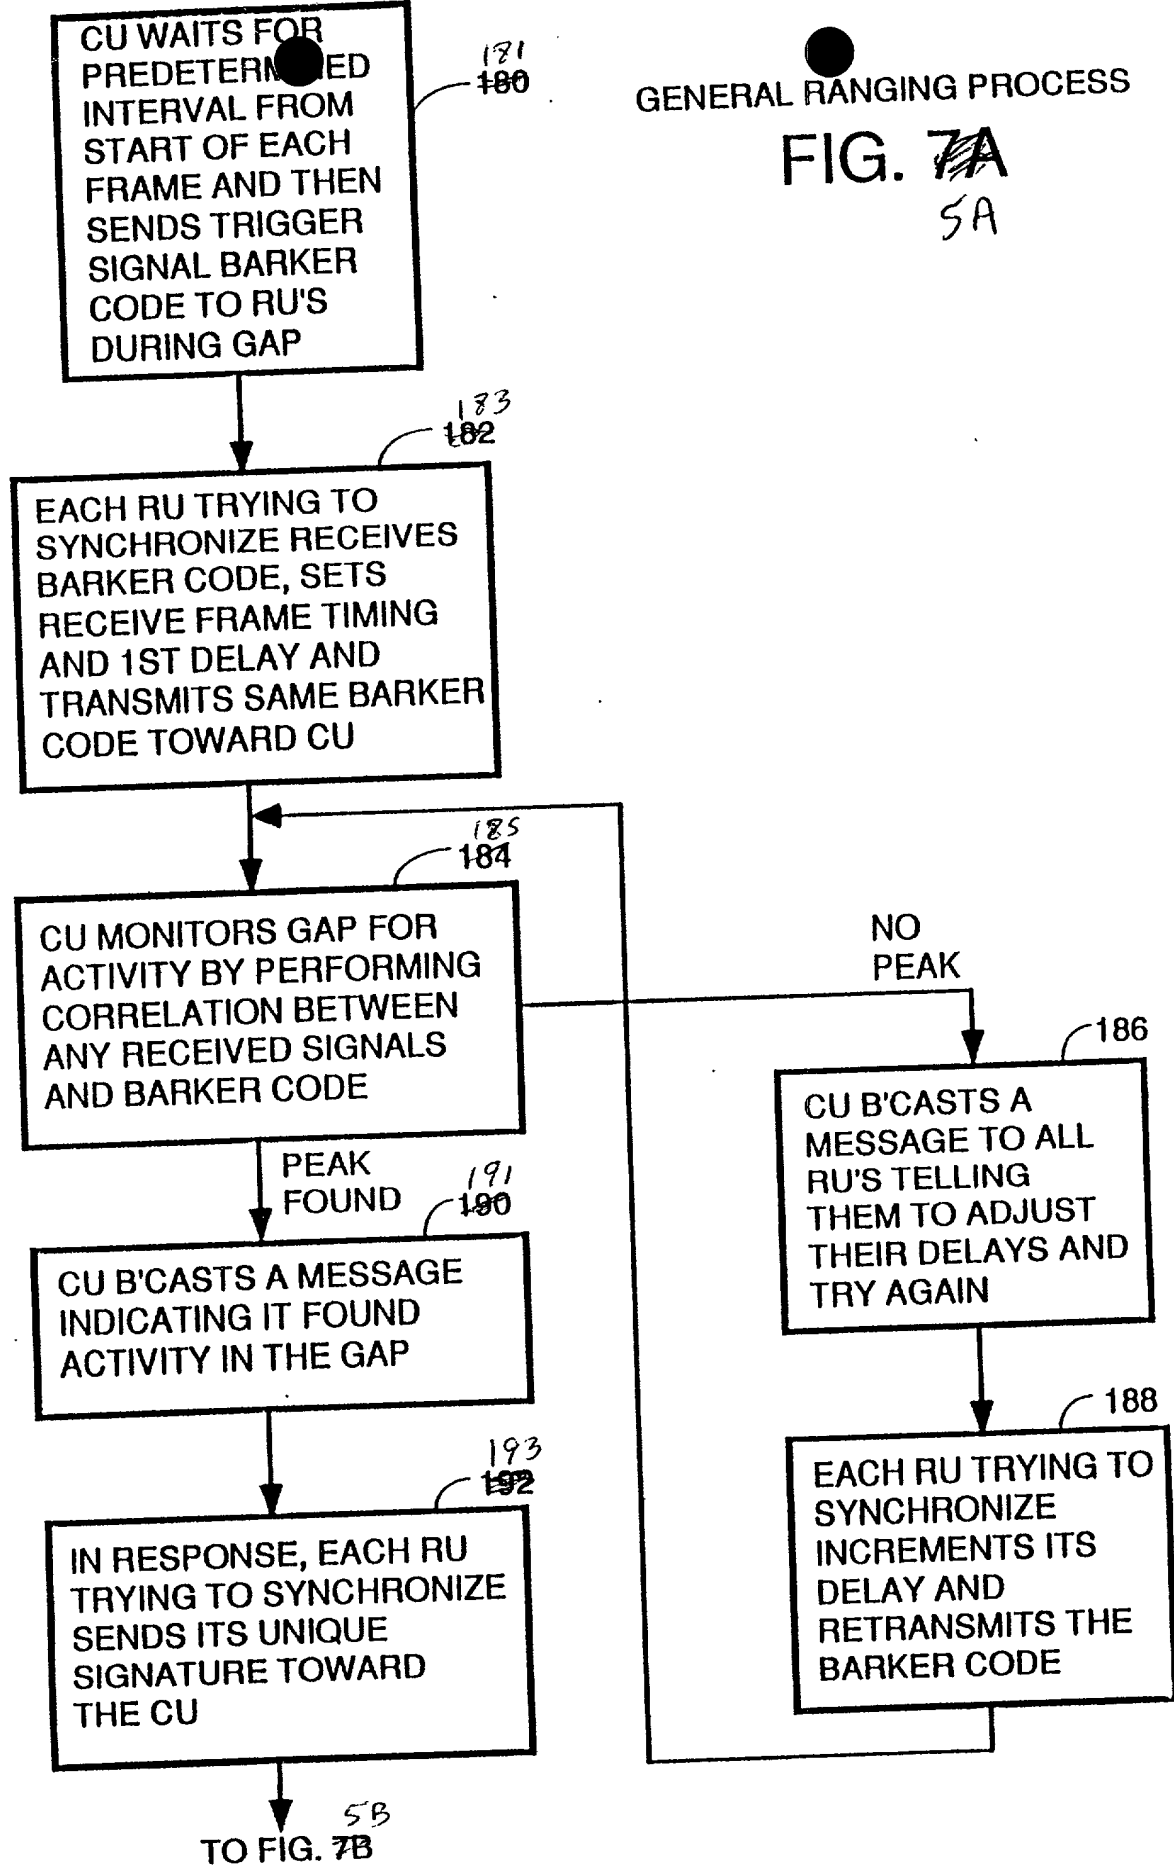 CU WAITS FOR
PREDETERMINED
INTERVAL FROM
START OF EACH
FRAME AND THEN
SENDS TRIGGER
SIGNAL BARKER
CODE TO RU'S
DURING GAP
181
180
GENERAL RANGING PROCESS
FIG. 7A
5A
183
182
EACH RU TRYING TO
SYNCHRONIZE RECEIVES
BARKER CODE, SETS
RECEIVE FRAME TIMING
AND 1ST DELAY AND
TRANSMITS SAME BARKER
CODE TOWARD CU
185
184
CU MONITORS GAP FOR
ACTIVITY BY PERFORMING
CORRELATION BETWEEN
ANY RECEIVED SIGNALS
AND BARKER CODE
NO
PEAK
186
CU B'CASTS A
MESSAGE TO ALL
RU'S TELLING
THEM TO ADJUST
THEIR DELAYS AND
TRY AGAIN
PEAK
FOUND
191
190
CU B'CASTS A MESSAGE
INDICATING IT FOUND
ACTIVITY IN THE GAP
188
EACH RU TRYING TO
SYNCHRONIZE
INCREMENTS ITS
DELAY AND
RETRANSMITS THE
BARKER CODE
193
192
IN RESPONSE, EACH RU
TRYING TO SYNCHRONIZE
SENDS ITS UNIQUE
SIGNATURE TOWARD
THE CU
5B
TO FIG. 7B